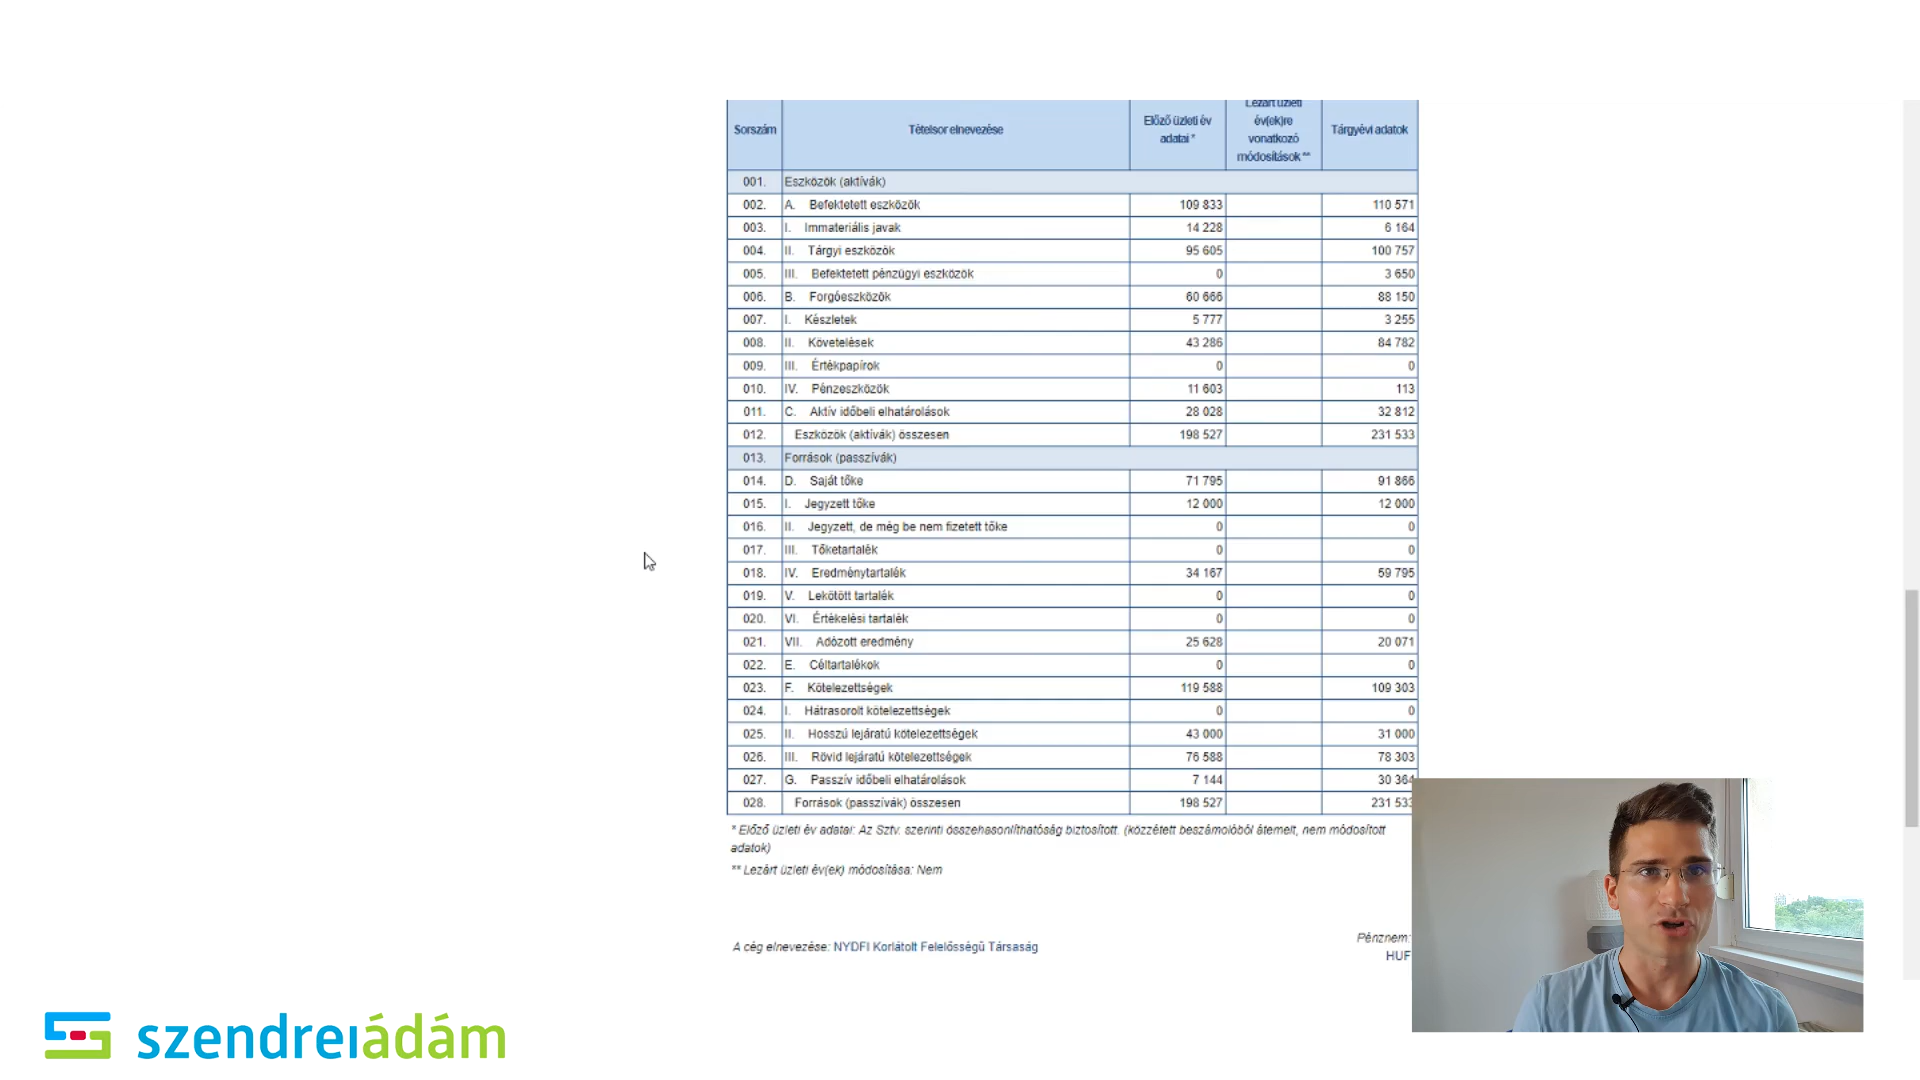 Sorszám Tételsor elnevezése Előző üzleti év adatai * Lezárt üzleti év(ek)re vonatkozó módosítások ** Tárgyévi adatok
001. Eszközök (aktívák)
002. A. Befektetett eszközök 109 833 110 571
003. I. Immateriális javak 14 228 6 164
004. II. Tárgyi eszközök 95 605 100 757
005. III. Befektetett pénzügyi eszközök 0 3 650
006. B. Forgóeszközök 60 666 88 150
007. I. Készletek 5 777 3 255
008. II. Követelések 43 286 84 782
009. III. Értékpapírok 0 0
010. IV. Pénzeszközök 11 603 113
011. C. Aktív időbeli elhatárolások 28 028 32 812
012. Eszközök (aktívák) összesen 198 527 231 533
013. Források (passzívák)
014. D. Saját tőke 71 795 91 866
015. I. Jegyzett tőke 12 000 12 000
016. II. Jegyzett, de még be nem fizetett tőke 0 0
017. III. Tőketartalék 0 0
018. IV. Eredménytartalék 34 167 59 795
019. V. Lekötött tartalék 0 0
020. VI. Értékelési tartalék 0 0
021. VII. Adózott eredmény 25 628 20 071
022. E. Céltartalékok 0 0
023. F. Kötelezettségek 119 588 109 303
024. I. Hátrasorolt kötelezettségek 0 0
025. II. Hosszú lejáratú kötelezettségek 43 000 31 000
026. III. Rövid lejáratú kötelezettségek 76 588 78 303
027. G. Passzív időbeli elhatárolások 7 144 30 364
028. Források (passzívák) összesen 198 527 231 533
* Előző üzleti év adatai: Az Sztv. szerinti összehasonlíthatóság biztosított. (közzétett beszámolóból átemelt, nem módosított
adatok)
** Lezárt üzleti év(ek) módosítása: Nem
A cég elnevezése: NYDFI Korlátolt Felelősségű Társaság
Pénznem:
HUF
szendreiádám